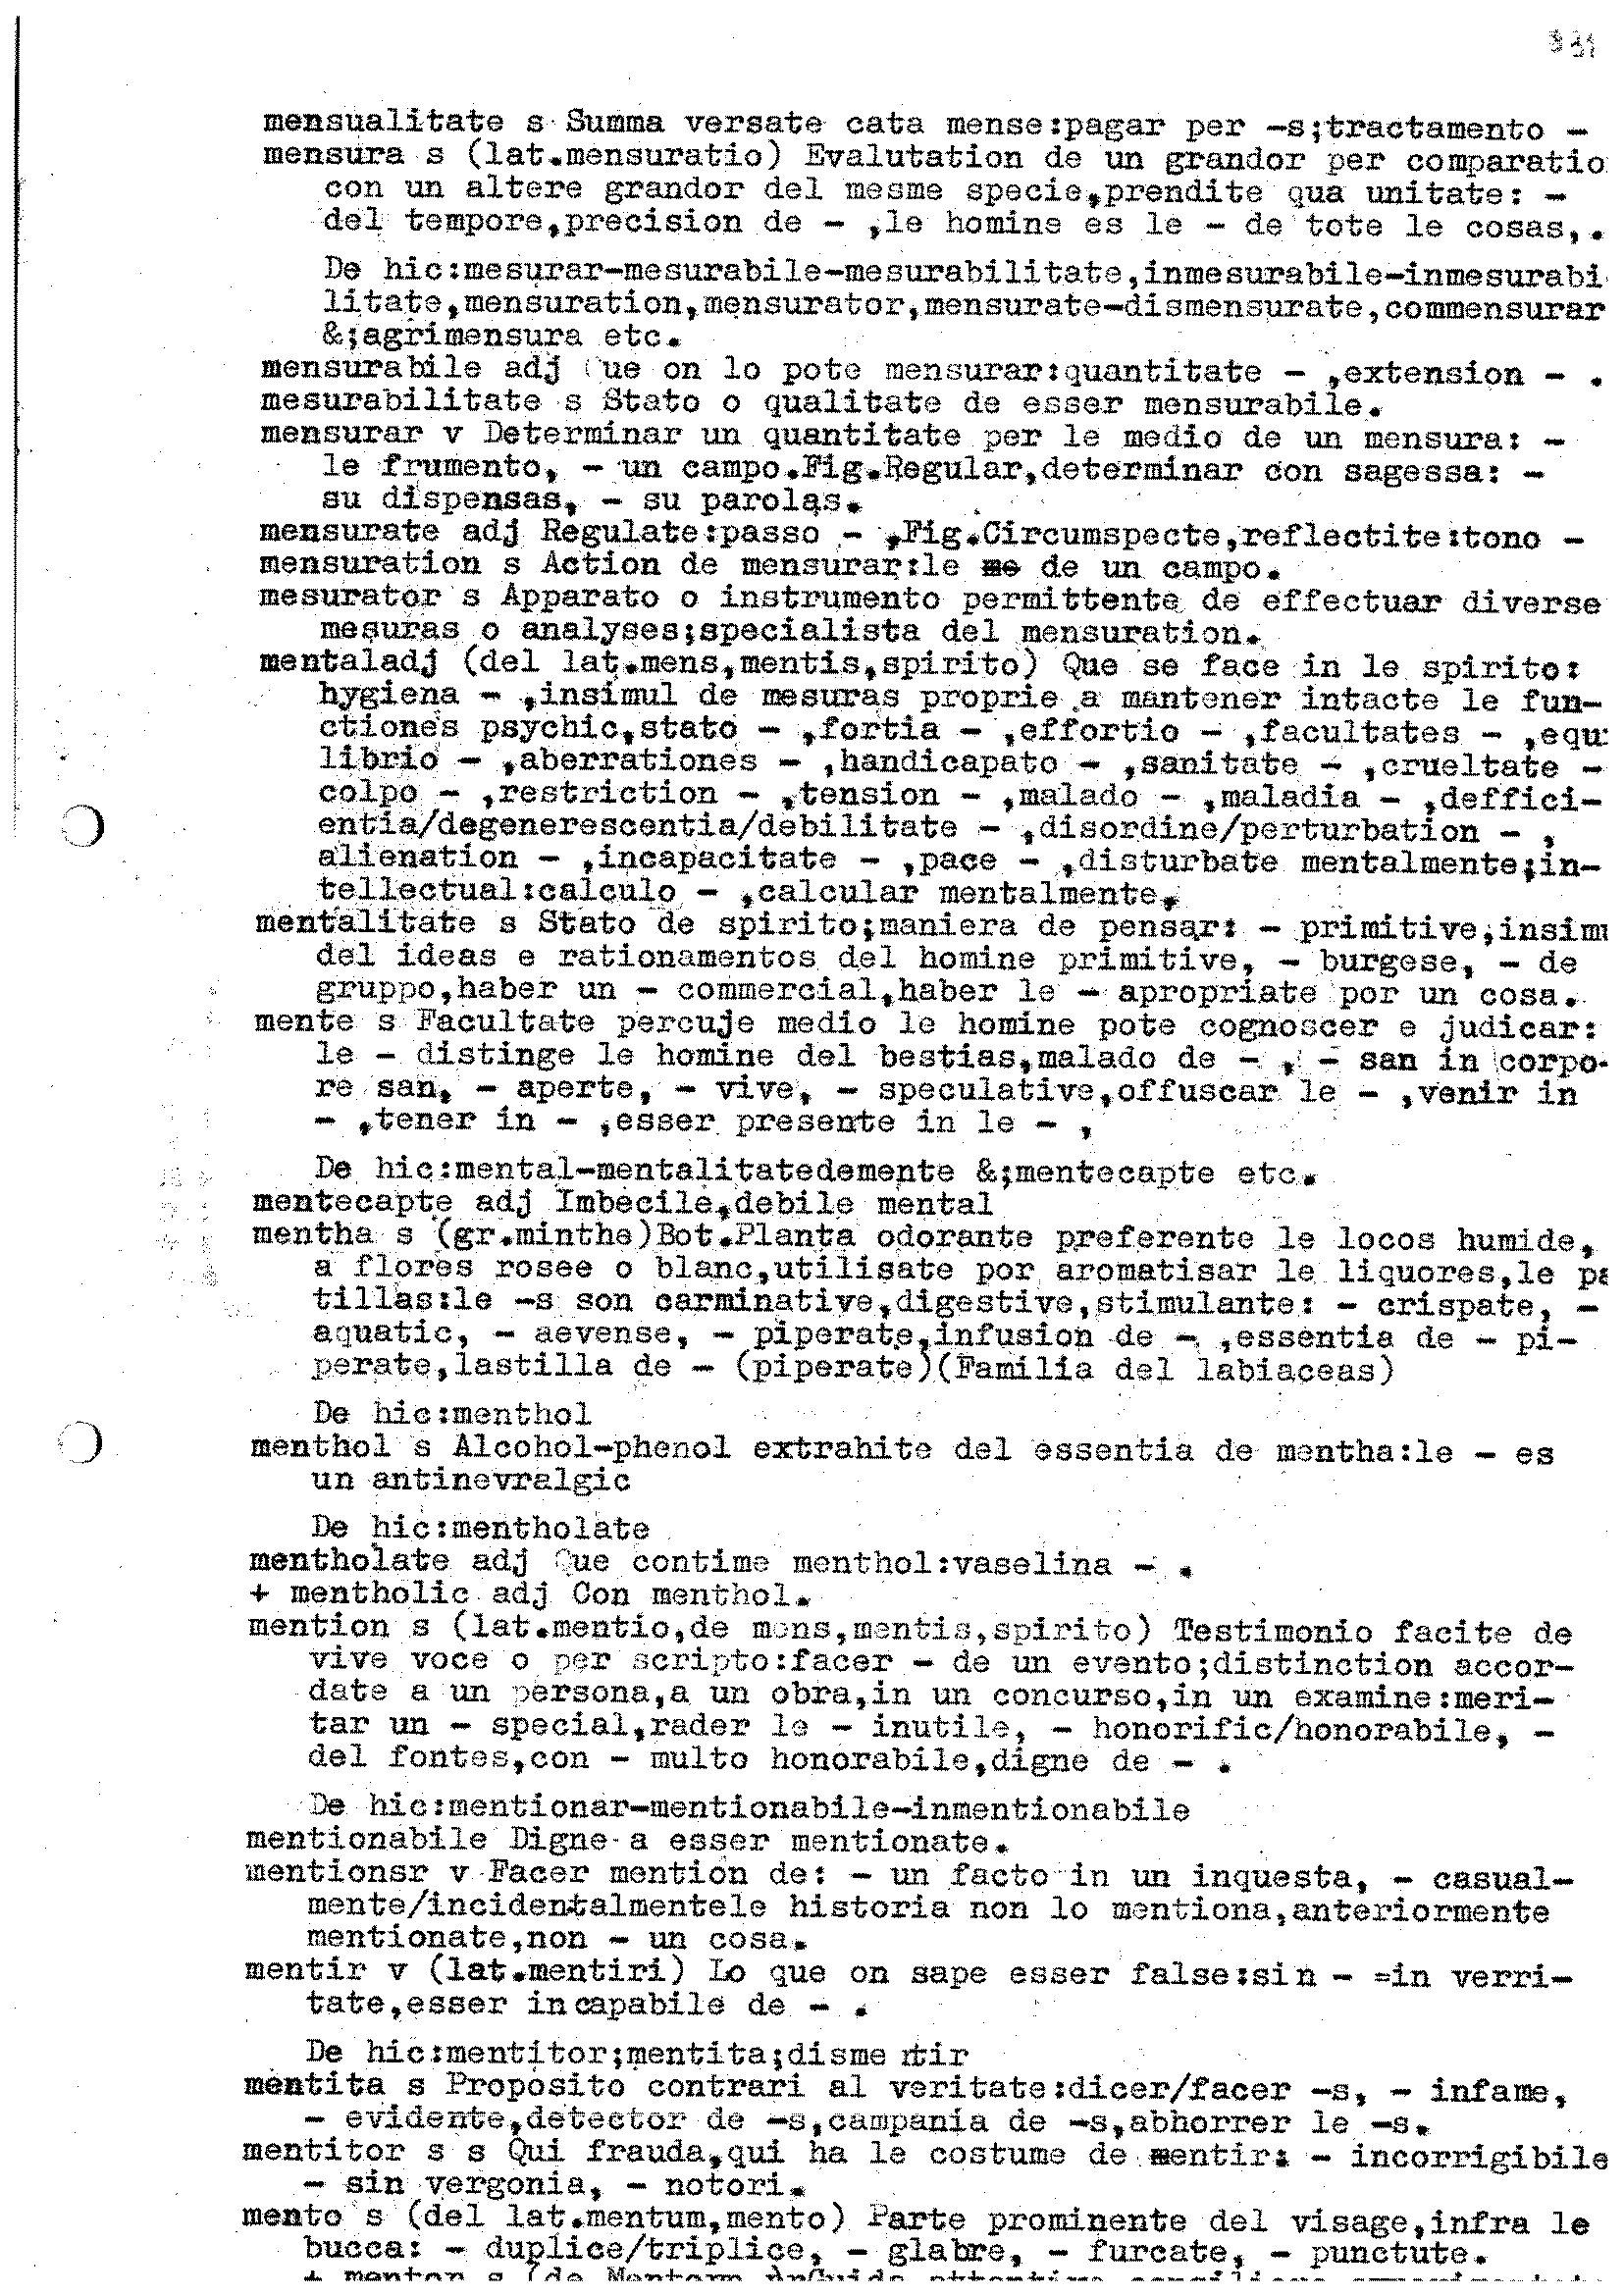 mensualitate s Summa versate cata mense:pagar per -s;tractamento -
mensura s (lat.mensuratio) Evalutation de un grandor per comparatio
con un altere grandor del mesme specie,prendite qua unitate: -
del tempore,precision de - ,le homine es le - de tote le cosas,.
De hic:mesurar-mesurabile-mesurabilitate,inmesurabile-inmesurabi
litate,mensuration,mensurator,mensurate-dismensurate,commensurar
&;agrimensura etc.
mensurabile adj Que on lo pote mensurar:quantitate - ,extension - .
mesurabilitate s Stato o qualitate de esser mensurabile.
mensurar v Determinar un quantitate per le medio de un mensura: -
le frumento, - un campo.Fig.Regular,determinar con sagessa: -
su dispensas, - su parolas.
mensurate adj Regulate:passo - ,Fig.Circumspecte,reflectite:tono -
mensuration s Action de mensurar:le de un campo.
mesurator s Apparato o instrumento permittente de effectuar diverse
mesuras o analyses;specialista del mensuration.
mentaladj (del lat.mens,mentis,spirito) Que se face in le spirito:
hygiena - ,insimul de mesuras proprie a mantener intacte le fun-
ctiones psychic,stato - ,fortia - ,effortio - ,facultates - ,equi
librio - ,aberrationes - ,handicapato - ,sanitate - ,crueltate -
colpo - ,restriction - ,tension - ,malado - ,maladia - ,deffici-
entia/degenerescentia/debilitate - ,disordine/perturbation - ,
alienation - ,incapacitate - ,pace - ,disturbate mentalmente;in-
tellectual:calculo - ,calcular mentalmente.
mentalitate s Stato de spirito;maniera de pensar: - primitive,insimu
del ideas e rationamentos del homine primitive, - burgese, - de
gruppo,haber un - commercial,haber le - apropriate por un cosa.
mente s Facultate percuje medio le homine pote cognoscer e judicar:
le - distinge le homine del bestias,malado de - , - san in corpo-
re san, - aperte, - vive, - speculative,offuscar le - ,venir in
- ,tener in - ,esser presente in le - ,
De hic:mental-mentalitatedemente &;mentecapte etc.
mentecapte adj Imbecile,debile mental
mentha s (gr.minthe)Bot.Planta odorante preferente le locos humide,
a flores rosee o blanc,utilisate por aromatisar le liquores,le pa
tillas:le -s son carminative,digestive,stimulante: - crispate, -
aquatic, - aevense, - piperate,infusion de - ,essentia de - pi-
perate,lastilla de - (piperate)(Familia del labiaceas)
De hic:menthol
menthol s Alcohol-phenol extrahite del essentia de mentha:le - es
un antinevralgic
De hic:mentholate
mentholate adj Que contime menthol:vaselina - .
+ mentholic adj Con menthol.
mention s (lat.mentio,de mens,mentis,spirito) Testimonio facite de
vive voce o per scripto:facer - de un evento;distinction accor-
date a un persona,a un obra,in un concurso,in un examine:meri-
tar un - special,rader le - inutile, - honorific/honorabile, -
del fontes,con - multo honorabile,digne de - .
De hic:mentionar-mentionabile-inmentionabile
mentionabile Digne a esser mentionate.
mentionsr v Facer mention de: - un facto in un inquesta, - casual-
mente/incidentalmentele historia non lo mentiona,anteriormente
mentionate,non - un cosa.
mentir v (lat.mentiri) Lo que on sape esser false:sin - =in verri-
tate,esser incapabile de - .
De hic:mentitor;mentita;dismentir
mentita s Proposito contrari al veritate:dicer/facer -s, - infame,
- evidente,detector de -s,campania de -s,abhorrer le -s.
mentitor s s Qui frauda,qui ha le costume de mentir: - incorrigibile
- sin vergonia, - notori.
mento s (del lat.mentum,mento) Parte prominente del visage,infra le
bucca: - duplice/triplice, - glabre, - furcate, - punctute.